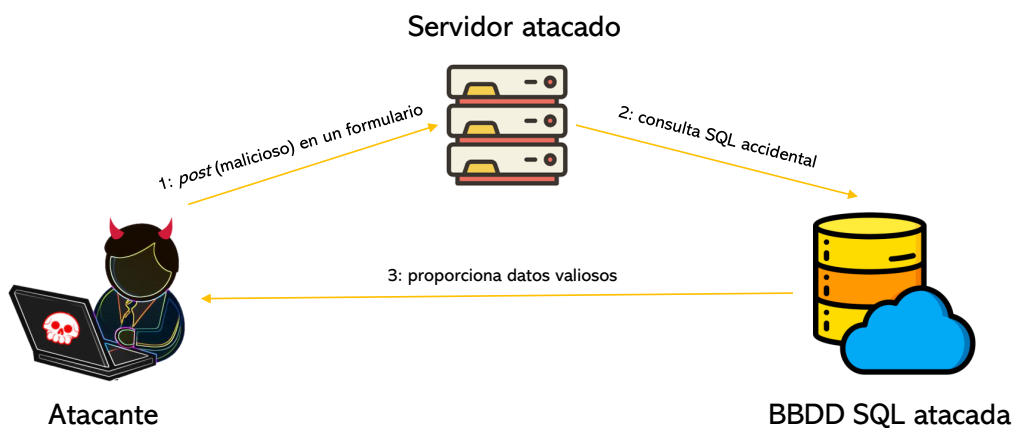 Servidor atacado
1: post (malicioso) en un formulario
2: consulta SQL accidental
3: proporciona datos valiosos
Atacante
BBDD SQL atacada